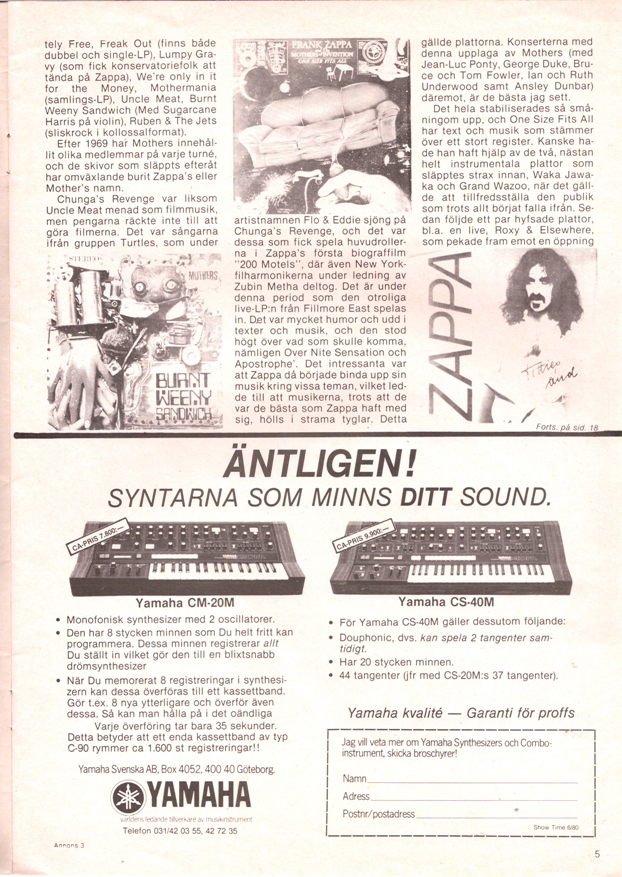 tely Free, Freak Out (finns både
dubbel och single-LP), Lumpy Gra-
vy (som fick konservatoriefolk att
tända på Zappa), We're only in it
for the Money, Mothermania
(samlings-LP), Uncle Meat, Burnt
Weeny Sandwich (Med Sugarcane
Harris på violin), Ruben & The Jets
(sliskrock i kollossalformat).
Efter 1969 har Mothers innehål-
lit olika medlemmar på varje turné,
och de skivor som släppts efteråt
har omväxlande burit Zappa's eller
Mother's namn.
Chunga's Revenge var liksom
Uncle Meat menad som filmmusik,
men pengarna räckte inte till att
göra filmerna. Det var sångarna
ifrån gruppen Turtles, som under
STEREO
MOTHERS
BURNT
WEENY
SANDWICH
FRANK ZAPPA
MOTHERS OF INVENTION
ONE SIZE FITS ALL
artistnamnen Flo & Eddie sjöng på
Chunga's Revenge, och det var
dessa som fick spela huvudroller-
na i Zappa's första biograffilm
"200 Motels", där även New York-
filharmonikerna under ledning av
Zubin Mehta deltog. Det är under
denna period som den otroliga
live-LP:n från Fillmore East spelas
in. Det var mycket humor och udd i
texter och musik, och den stod
högt över vad som skulle komma,
nämligen Over Nite Sensation och
Apostrophe'. Det intressanta var
att Zappa då började binda upp sin
musik kring vissa teman, vilket led-
de till att musikerna, trots att de
var de bästa som Zappa haft med
sig, hölls i strama tyglar. Detta
gällde plattorna. Konserterna med
denna upplaga av Mothers (med
Jean-Luc Ponty, George Duke, Bru-
ce och Tom Fowler, Ian och Ruth
Underwood samt Ansley Dunbar)
däremot, är de bästa jag sett.
Det hela stabiliserades så små-
ningom upp, och One Size Fits All
har text och musik som stämmer
över ett stort register. Kanske ha-
de han haft hjälp av de två, nästan
helt instrumentala plattor som
släpptes strax innan, Waka Jawa-
ka och Grand Wazoo, när det gäll-
de att tillfredsställa den publik
som trots allt börjat falla ifrån. Se-
dan följde ett par hyfsade plattor,
bl.a. en live, Roxy & Elsewhere,
som pekade fram emot en öppning
ZAPPA
and
Forts. på sid. 18
ÄNTLIGEN!
SYNTARNA SOM MINNS DITT SOUND.
CA-PRIS 7.800:—
Yamaha CM-20M
• Monofonisk synthesizer med 2 oscillatorer.
• Den har 8 stycken minnen som Du helt fritt kan
programmera. Dessa minnen registrerar allt
Du ställt in vilket gör den till en blixtsnabb
drömsynthesizer
• När Du memorerat 8 registreringar i synthesi-
zern kan dessa överföras till ett kassettband.
Gör t.ex. 8 nya ytterligare och överför även
dessa. Så kan man hålla på i det oändliga
Varje överföring tar bara 35 sekunder.
Detta betyder att ett enda kassettband av typ
C-90 rymmer ca 1.600 st registreringar!!
Yamaha Svenska AB, Box 4052, 400 40 Göteborg.
YAMAHA
världens ledande tillverkare av musikinstrument
Telefon 031/42 03 55, 42 72 35
CA-PRIS 9.900:—
Yamaha CS-40M
• För Yamaha CS-40M gäller dessutom följande:
• Douphonic, dvs. kan spela 2 tangenter sam-
tidigt.
• Har 20 stycken minnen.
• 44 tangenter (jfr med CS-20M:s 37 tangenter).
Yamaha kvalité — Garanti för proffs
Jag vill veta mer om Yamaha Synthesizers och Combo-
instrument, skicka broschyrer!
Namn
Adress
Postnr/postadress
Show Time 6/80
Annons 3
5